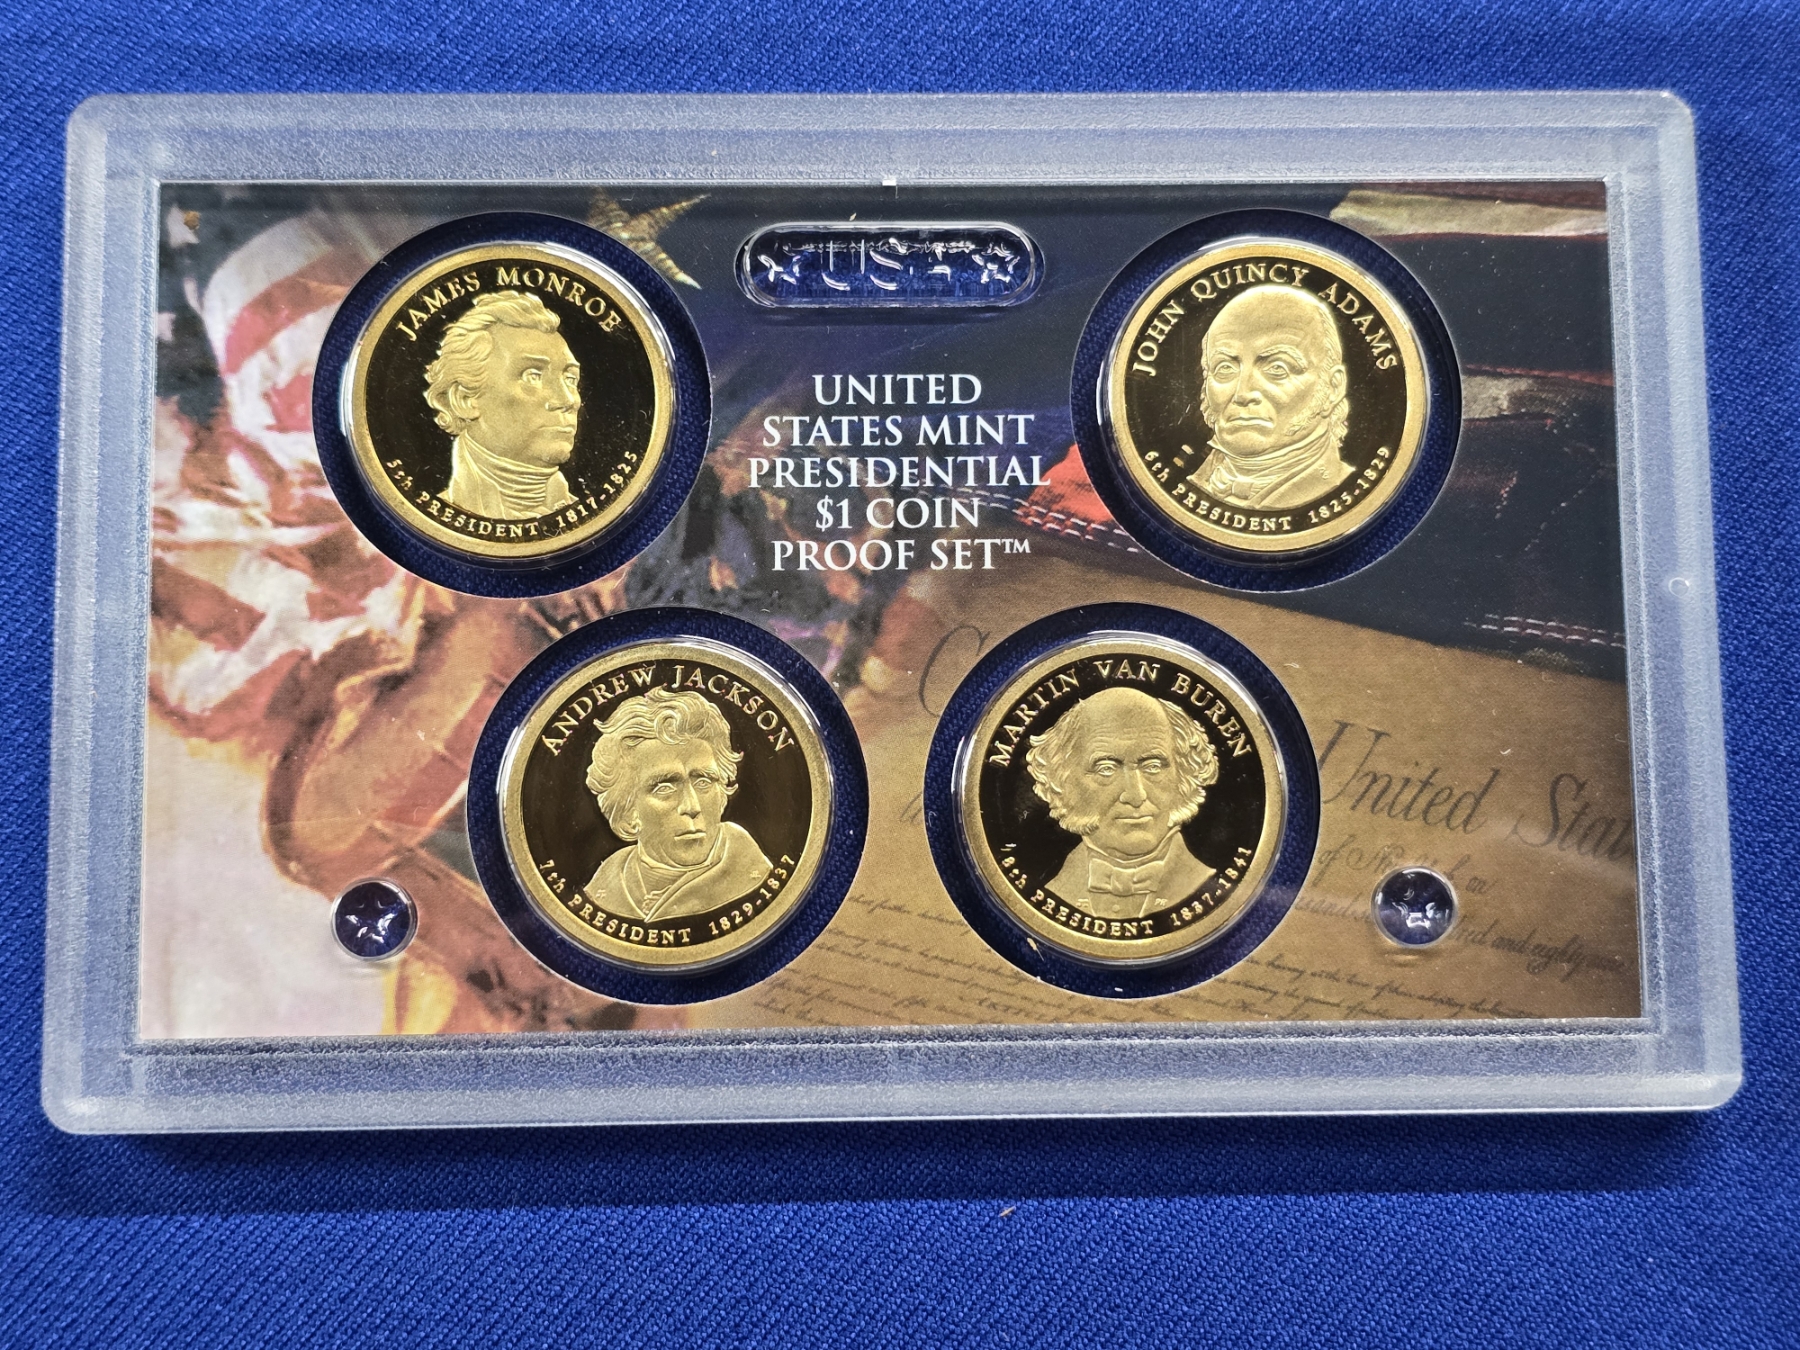 USA
UNITED
STATES MINT
PRESIDENTIAL
$1 COIN
PROOF SET™
JAMES MONROE
5th PRESIDENT 1817-1825
JOHN QUINCY ADAMS
6th PRESIDENT 1825-1829
ANDREW JACKSON
7th PRESIDENT 1829-1837
MARTIN VAN BUREN
8th PRESIDENT 1837-1841
United Stat